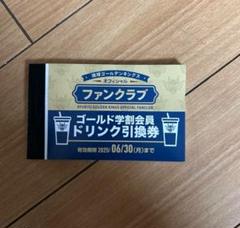 琉球ゴールデンキングス
オフィシャル
ファンクラブ
RYUKYU GOLDEN KINGS OFFICIAL FANCLUB
ゴールド学割会員
ドリンク引換券
有効期限 2025/06/30(月)まで